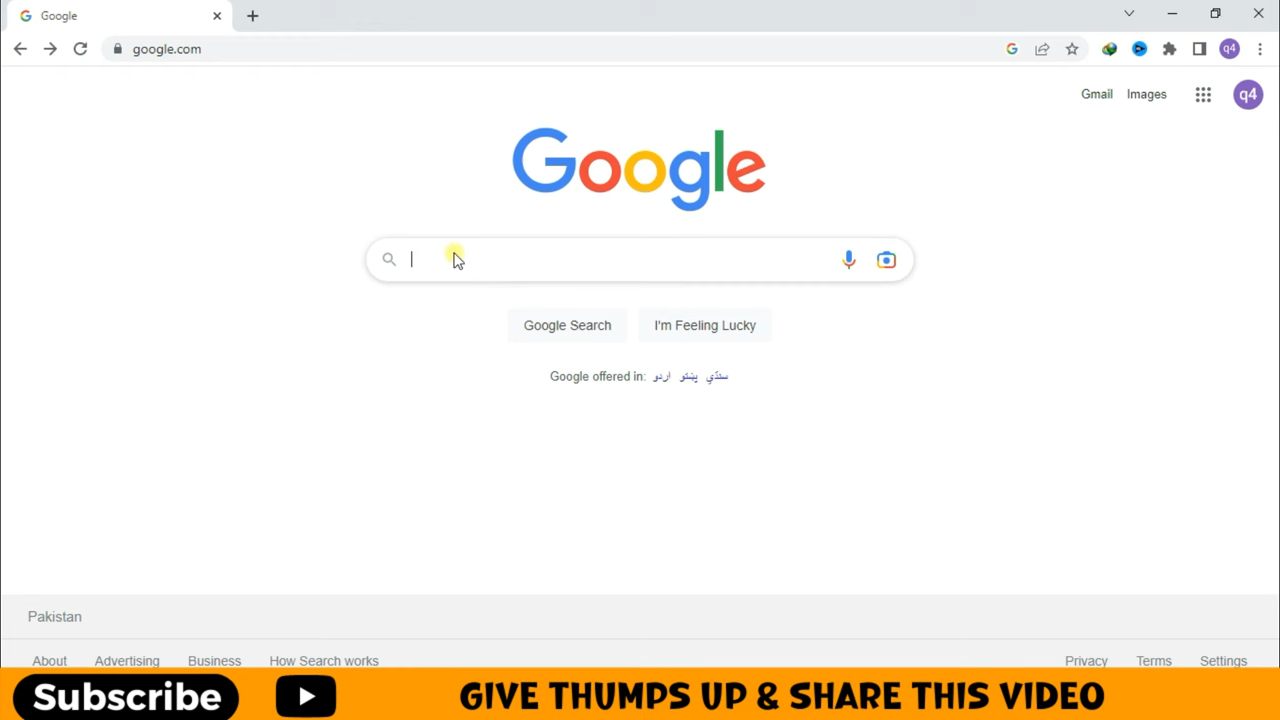 Google
google.com
q4
Gmail Images
q4
Google
Google Search I'm Feeling Lucky
Google offered in: اردو پښتو سنڌي
Pakistan
About Advertising Business How Search works Privacy Terms Settings
Subscribe GIVE THUMPS UP & SHARE THIS VIDEO